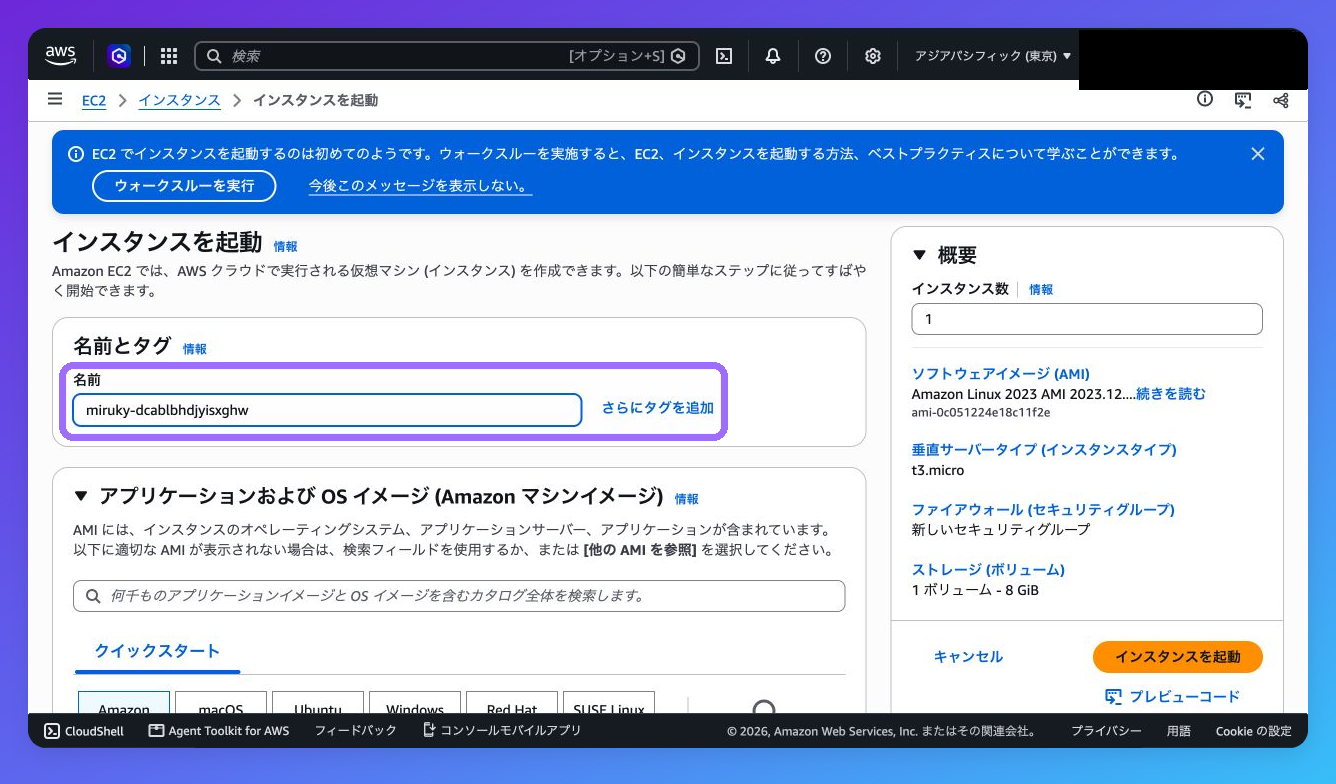 aws
検索
[オプション+S]
アジアパシフィック (東京)
EC2
インスタンス
インスタンスを起動
EC2 でインスタンスを起動するのは初めてのようです。ウォークスルーを実施すると、EC2、インスタンスを起動する方法、ベストプラクティスについて学ぶことができます。
ウォークスルーを実行
今後このメッセージを表示しない。
インスタンスを起動 情報
Amazon EC2 では、AWS クラウドで実行される仮想マシン (インスタンス) を作成できます。以下の簡単なステップに従ってすばや
く開始できます。
名前とタグ 情報
名前
miruky-dcablbhdjyisxghw
さらにタグを追加
アプリケーションおよび OS イメージ (Amazon マシンイメージ) 情報
AMI には、インスタンスのオペレーティングシステム、アプリケーションサーバー、アプリケーションが含まれています。
以下に適切な AMI が表示されない場合は、検索フィールドを使用するか、または [他の AMI を参照] を選択してください。
何千ものアプリケーションイメージと OS イメージを含むカタログ全体を検索します。
クイックスタート
Amazon
macOS
Ubuntu
Windows
Red Hat
SUSE Linux
概要
インスタンス数 情報
1
ソフトウェアイメージ (AMI)
Amazon Linux 2023 AMI 2023.12....続きを読む
ami-0c051224e18c11f2e
垂直サーバータイプ (インスタンスタイプ)
t3.micro
ファイアウォール (セキュリティグループ)
新しいセキュリティグループ
ストレージ (ボリューム)
1 ボリューム - 8 GiB
キャンセル
インスタンスを起動
プレビューコード
CloudShell
Agent Toolkit for AWS
フィードバック
コンソールモバイルアプリ
© 2026, Amazon Web Services, Inc. またはその関連会社。
プライバシー
用語
Cookie の設定